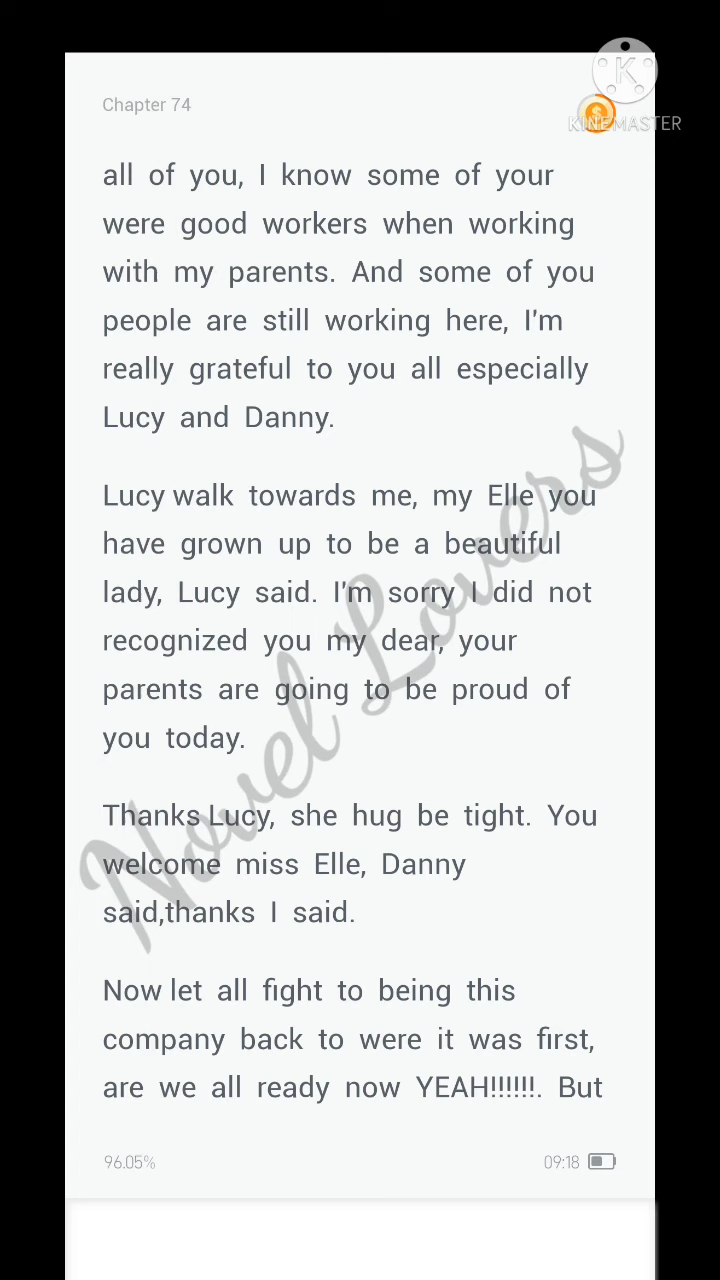 K
KINEMASTER
Chapter 74
all of you, I know some of your
were good workers when working
with my parents. And some of you
people are still working here, I'm
really grateful to you all especially
Lucy and Danny.
Lucy walk towards me, my Elle you
have grown up to be a beautiful
lady, Lucy said. I'm sorry I did not
recognized you my dear, your
parents are going to be proud of
you today.
Thanks Lucy, she hug be tight. You
welcome miss Elle, Danny
said,thanks I said.
Now let all fight to being this
company back to were it was first,
are we all ready now YEAH!!!!!!. But
Novel Lovers
96.05%
09:18